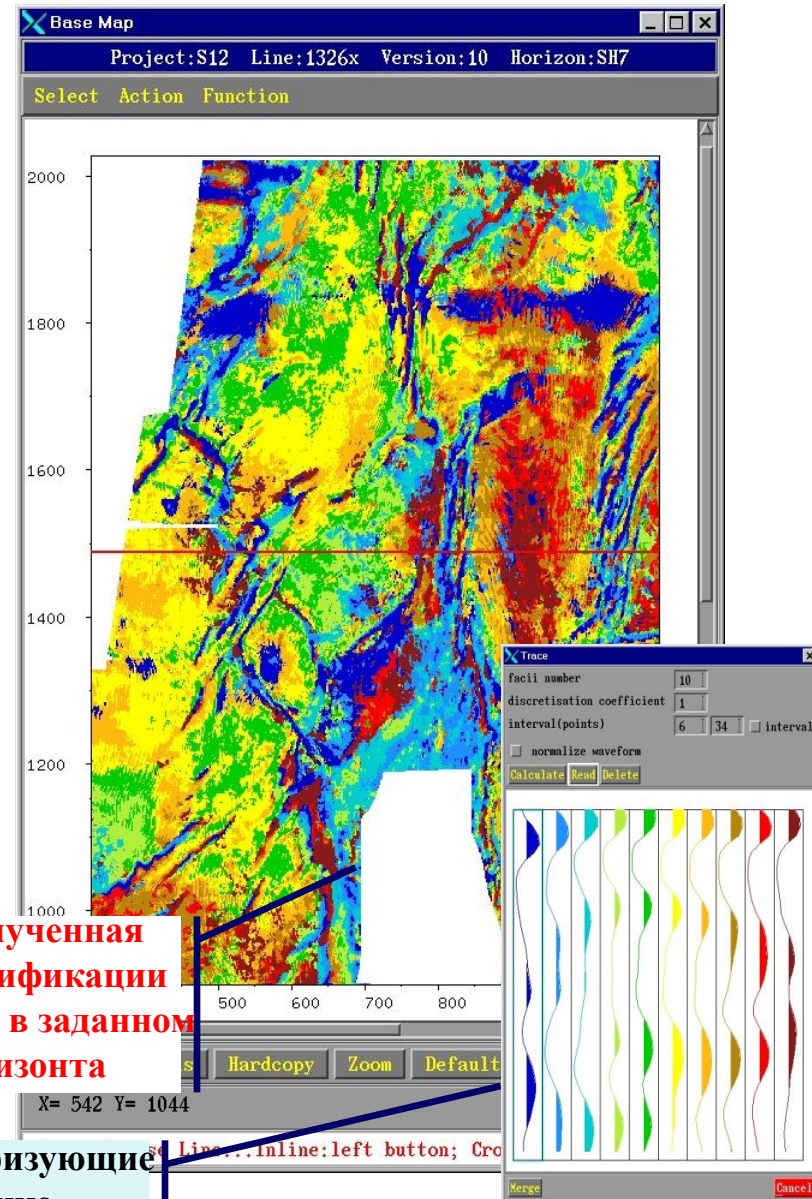 Base Map
Project:S12 Line:1326x Version:10 Horizon:SH7
Select Action Function
2000
1800
1600
1400
1200
1000
500 600 700 800
Hardcopy Zoom Default
X= 542 Y= 1044
Line...Inline:left button;
Trace
facii number 10
discretisation coefficient 1
interval(points) 6 34 interval
normalize waveform
Calculate Read Delete
Merge Cancel
в заданном